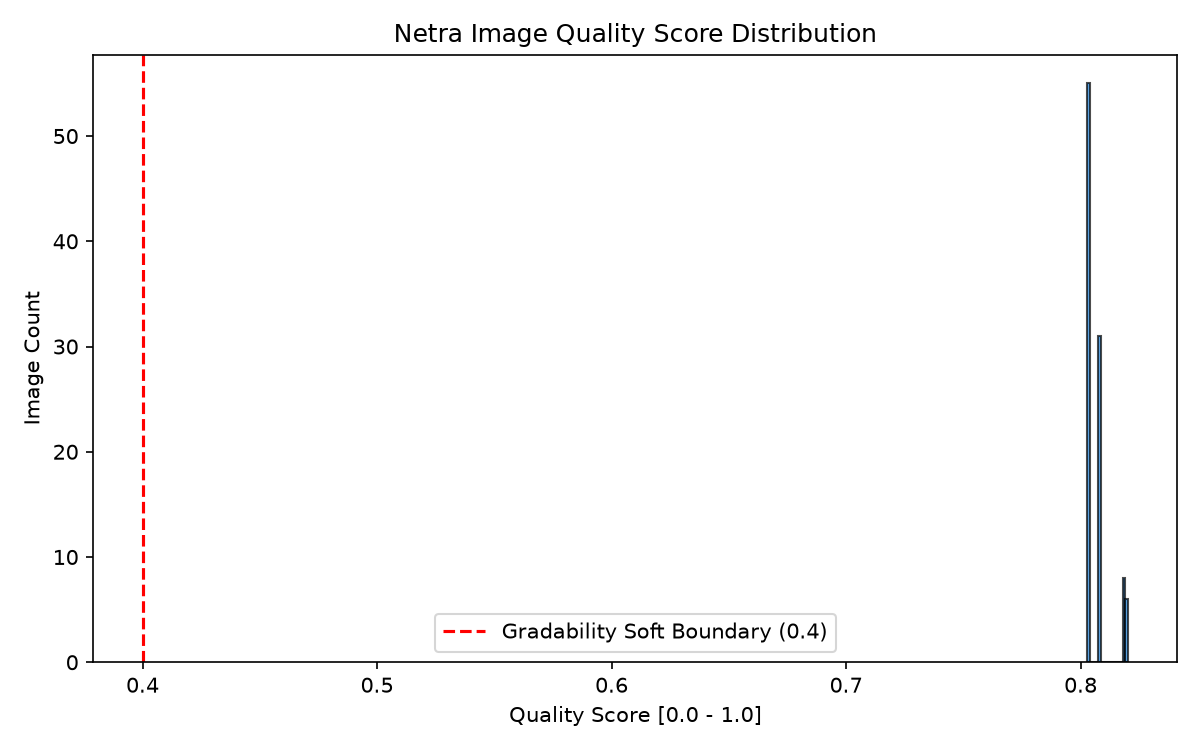 Netra Image Quality Score Distribution
Image Count
50
40
30
20
10
0
Gradability Soft Boundary (0.4)
0.4 0.5 0.6 0.7 0.8
Quality Score [0.0 - 1.0]